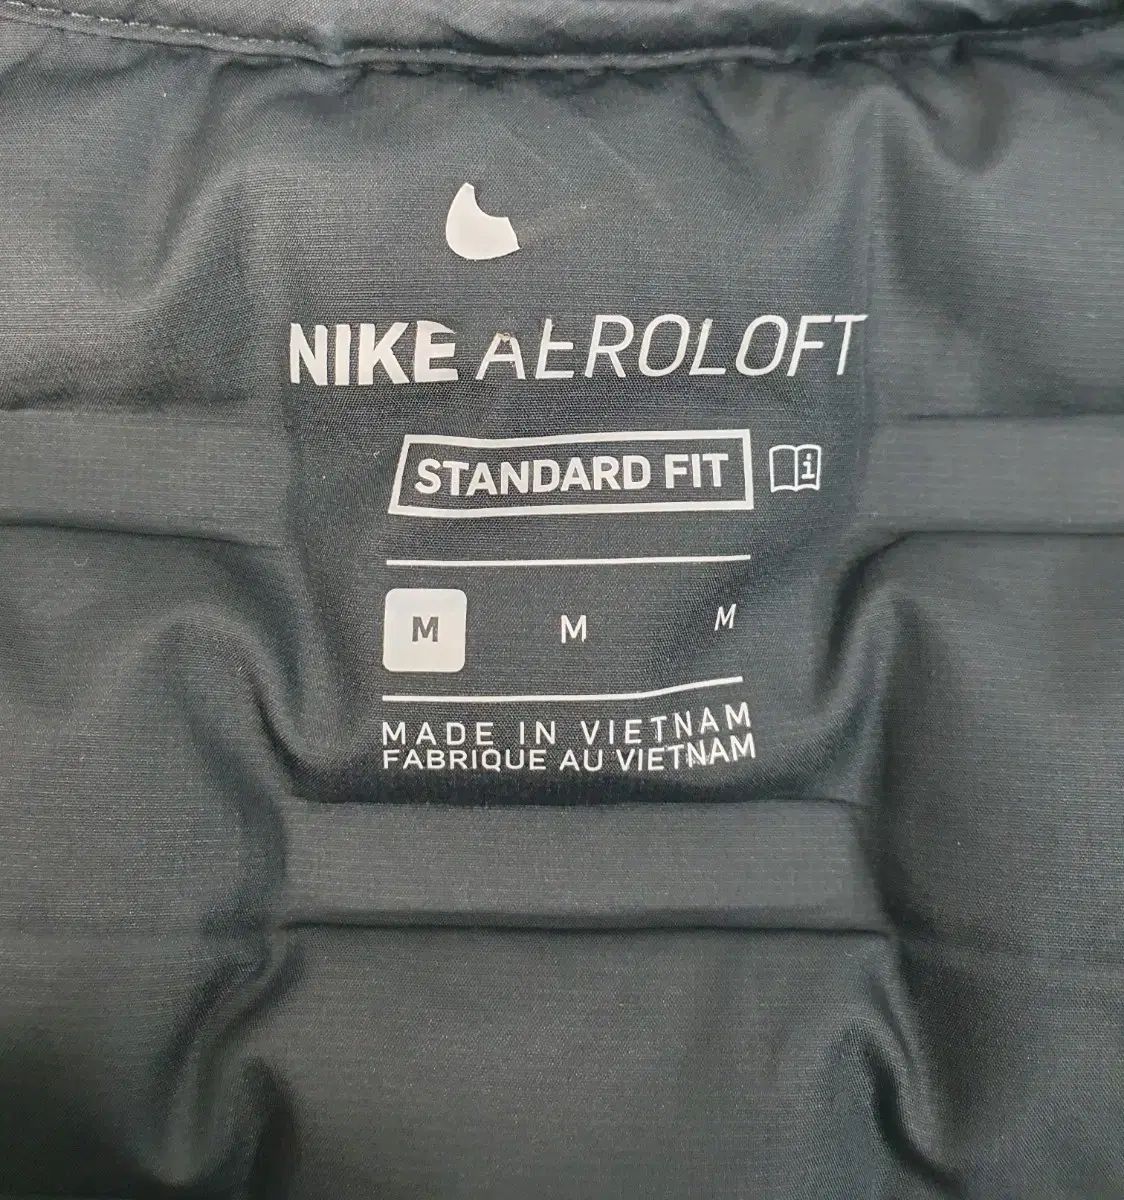 NIKE AEROLOFT
STANDARD FIT i
M M M
MADE IN VIETNAM
FABRIQUE AU VIETNAM